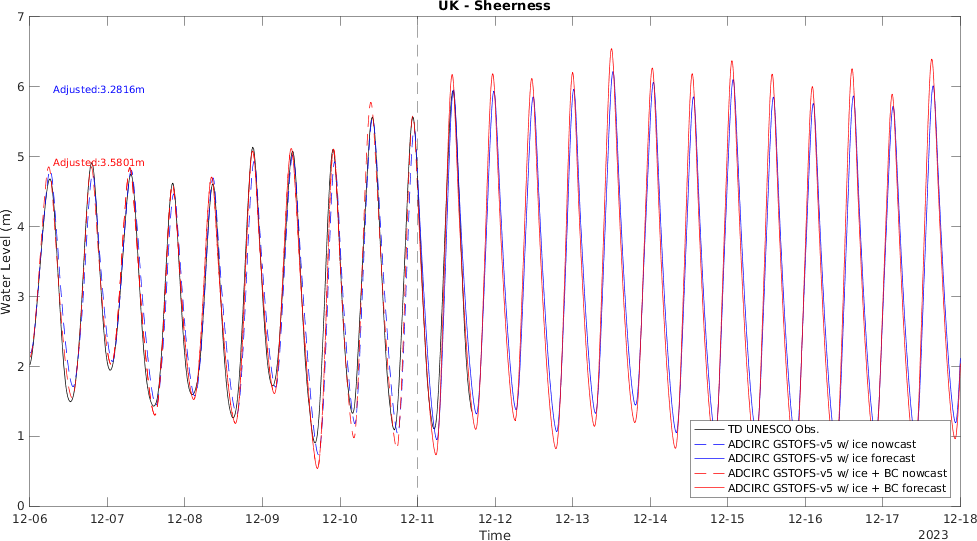 UK - Sheerness
7
6
5
4
3
2
1
0
Water Level (m)
Adjusted:3.2816m
Adjusted:3.5801m
TD UNESCO Obs.
ADCIRC GSTOFS-v5 w/ ice nowcast
ADCIRC GSTOFS-v5 w/ ice forecast
ADCIRC GSTOFS-v5 w/ ice + BC nowcast
ADCIRC GSTOFS-v5 w/ ice + BC forecast
12-06 12-07 12-08 12-09 12-10 12-11 12-12 12-13 12-14 12-15 12-16 12-17 12-18
Time
2023